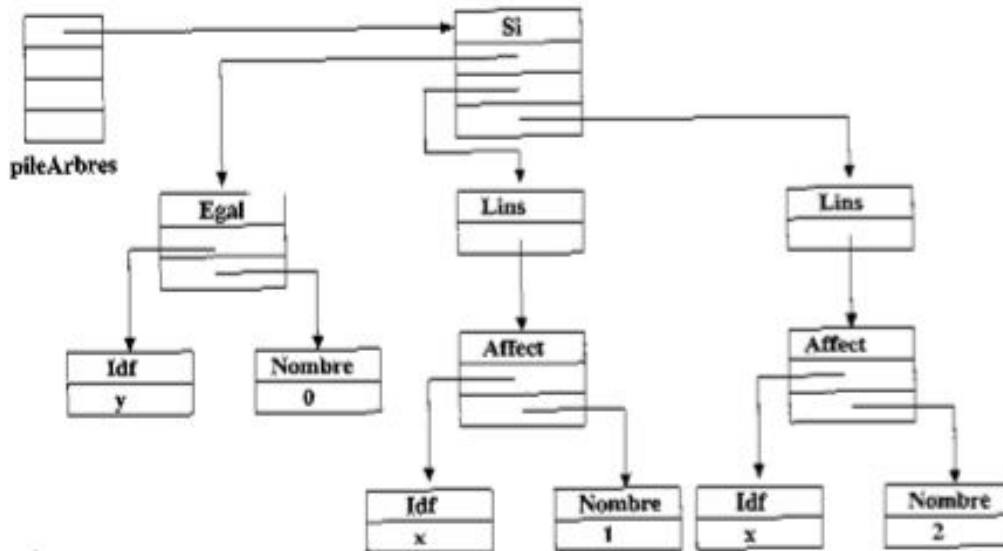 Si
pileArbres
Egal
Lins
Lins
Affect
Affect
Idf
y
Nombre
0
Idf
x
Nombre
1
Idf
x
Nombre
2